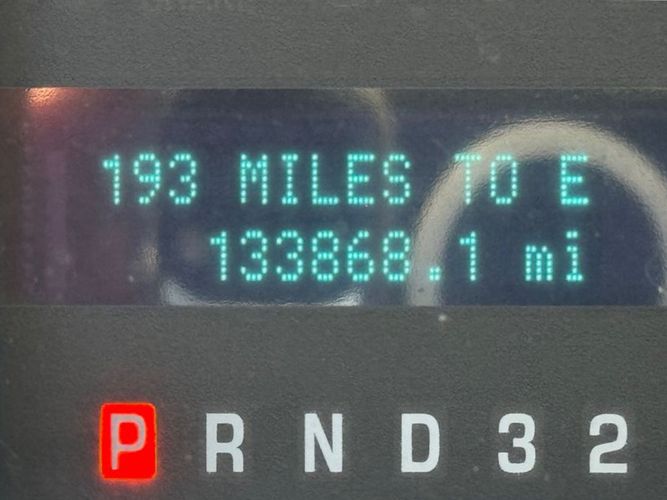 193 MILES TO E
133868.1 mi
P R N D 3 2